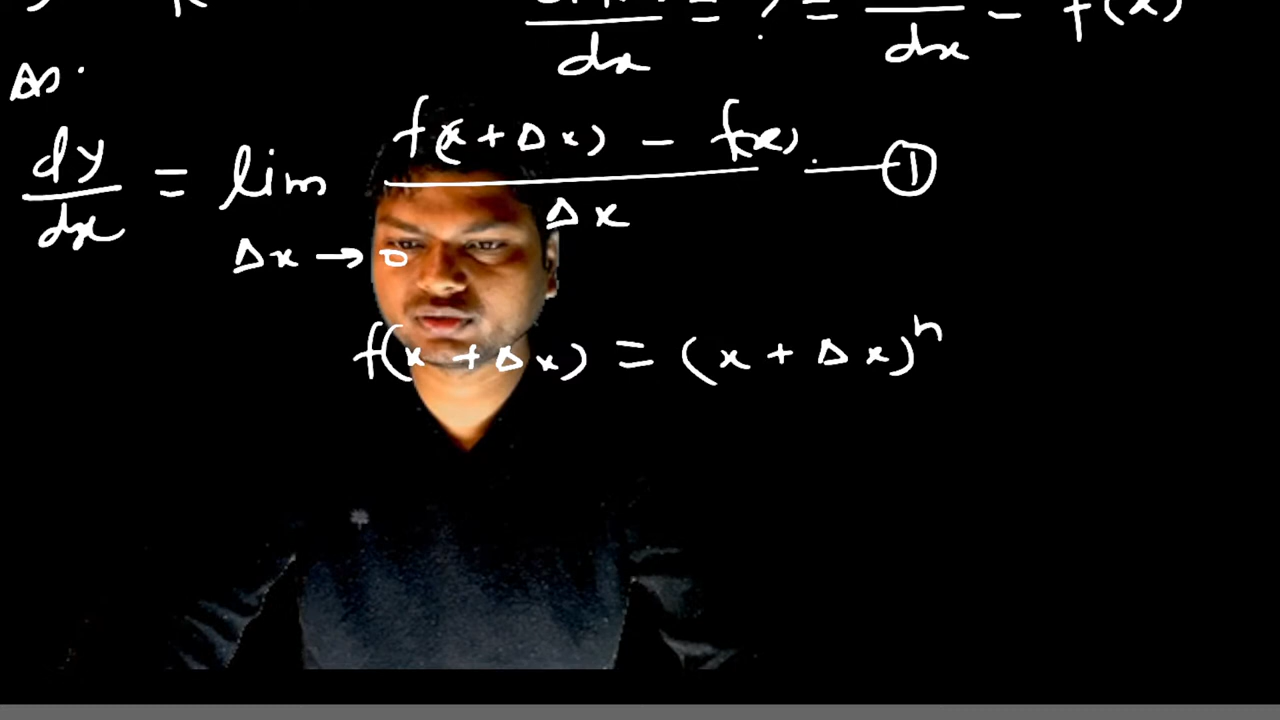 dx = ? = dx = f'(x)
As
dy/dx = lim Δx → 0 (f(x + Δx) − f(x)) / Δx —— ①
f(x + Δx) = (x + Δx)ⁿ